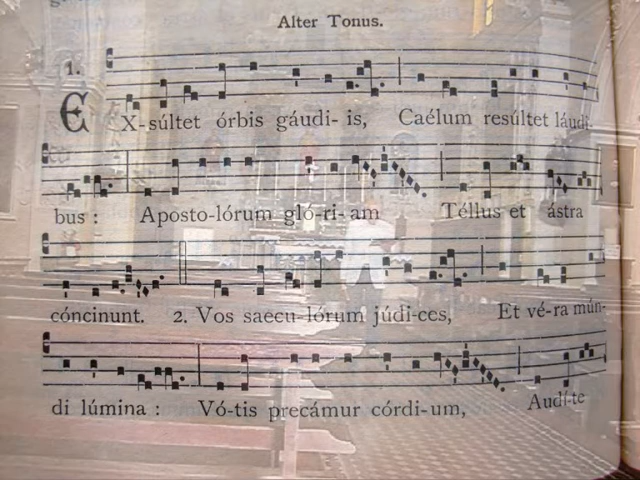 Alter Tonus.
1.
EX-súltet órbis gáudi-is, Caélum resúltet láudi-
bus : Aposto-lórum gló-ri-am Téllus et ástra
cóncinunt. 2. Vos saecu-lórum júdi-ces, Et vé-ra mún-
di lúmina : Vó-tis precámur córdi-um, Audí-te